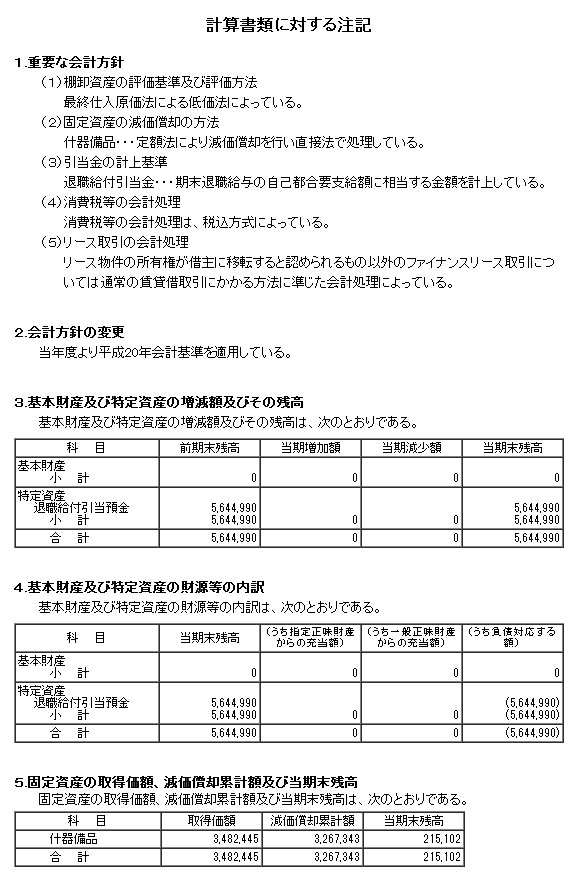 計算書類に対する注記
1.重要な会計方針
（1）棚卸資産の評価基準及び評価方法
最終仕入原価法による低価法によっている。
（2）固定資産の減価償却の方法
什器備品･･･定額法により減価償却を行い直接法で処理している。
（3）引当金の計上基準
退職給付引当金･･･期末退職給与の自己都合要支給額に相当する金額を計上している。
（4）消費税等の会計処理
消費税等の会計処理は、税込方式によっている。
（5）リース取引の会計処理
リース物件の所有権が借主に移転すると認められるもの以外のファイナンスリース取引につ
いては通常の賃貸借取引にかかる方法に準じた会計処理によっている。
2.会計方針の変更
当年度より平成20年会計基準を適用している。
3.基本財産及び特定資産の増減額及びその残高
基本財産及び特定資産の増減額及びその残高は、次のとおりである。
科　目 前期末残高 当期増加額 当期減少額 当期末残高
基本財産
小　計 0 0 0 0
特定資産
退職給付引当預金 5,644,990 5,644,990
小　計 5,644,990 0 0 5,644,990
合　計 5,644,990 0 0 5,644,990
4.基本財産及び特定資産の財源等の内訳
基本財産及び特定資産の財源等の内訳は、次のとおりである。
科　目 当期末残高 （うち指定正味財産からの充当額） （うち一般正味財産からの充当額） （うち負債対応する額）
基本財産
小　計 0 0 0 0
特定資産
退職給付引当預金 5,644,990 (5,644,990)
小　計 5,644,990 0 0 (5,644,990)
合　計 5,644,990 0 0 (5,644,990)
5.固定資産の取得価額、減価償却累計額及び当期末残高
固定資産の取得価額、減価償却累計額及び当期末残高は、次のとおりである。
科　目 取得価額 減価償却累計額 当期末残高
什器備品 3,482,445 3,267,343 215,102
合　計 3,482,445 3,267,343 215,102